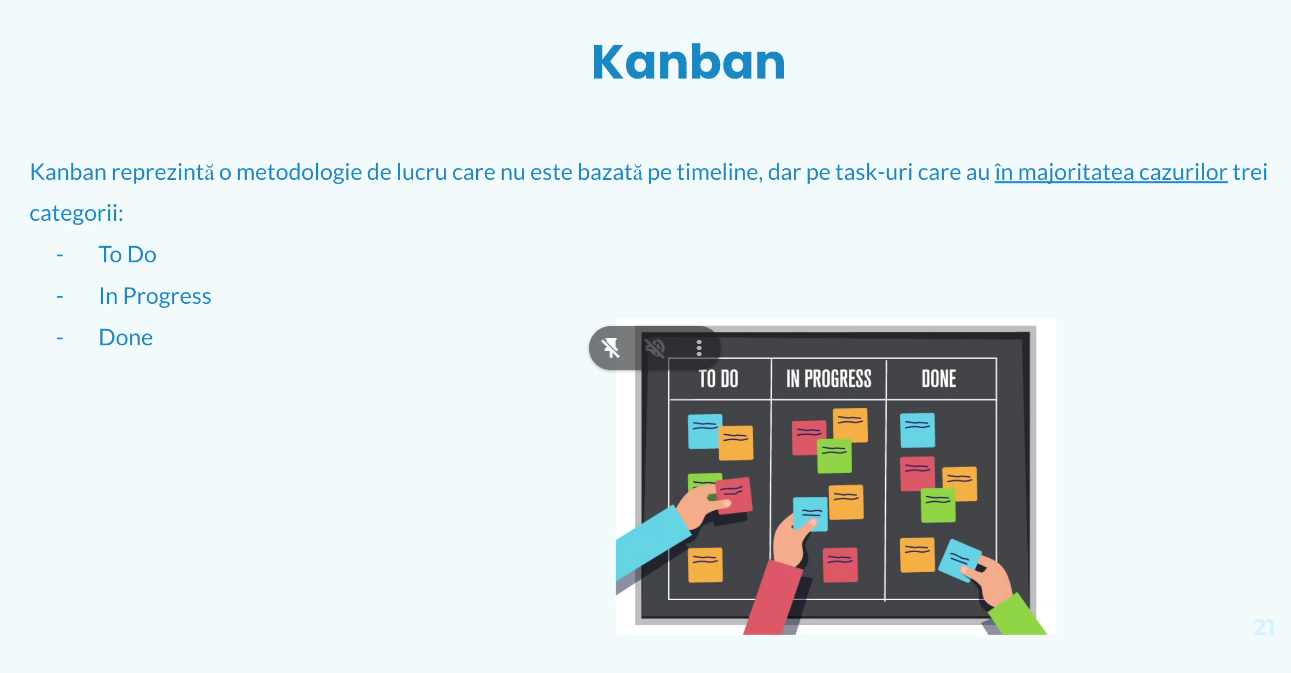 Kanban
Kanban reprezintă o metodologie de lucru care nu este bazată pe timeline, dar pe task-uri care au în majoritatea cazurilor trei
categorii:
- To Do
- In Progress
- Done
TO DO IN PROGRESS DONE
21